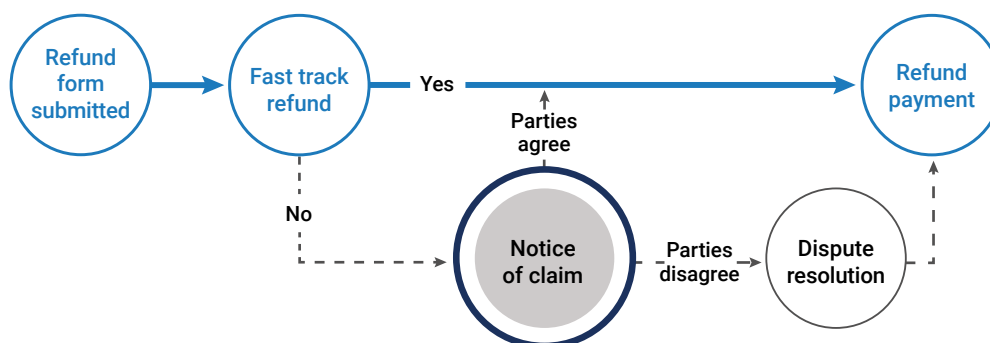 Refund
form
submitted
Fast track
refund
Yes
Refund
payment
Parties
agree
No
Notice
of claim
Parties
disagree
Dispute
resolution